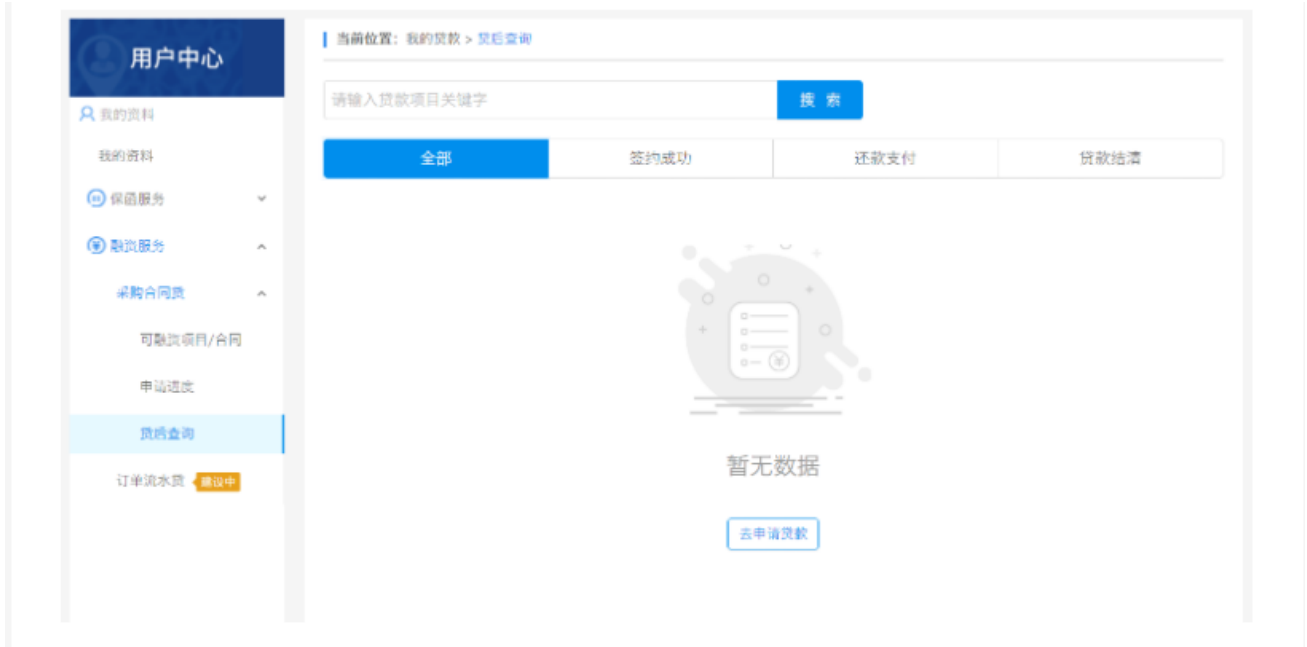 用户中心
我的资料
我的资料
保函服务
融资服务
采购合同贷
可融资项目/合同
申请进度
贷后查询
订单流水贷 建设中
当前位置：我的贷款 > 贷后查询
请输入贷款项目关键字
搜 索
全部 签约成功 还款支付 贷款结清
暂无数据
去申请贷款